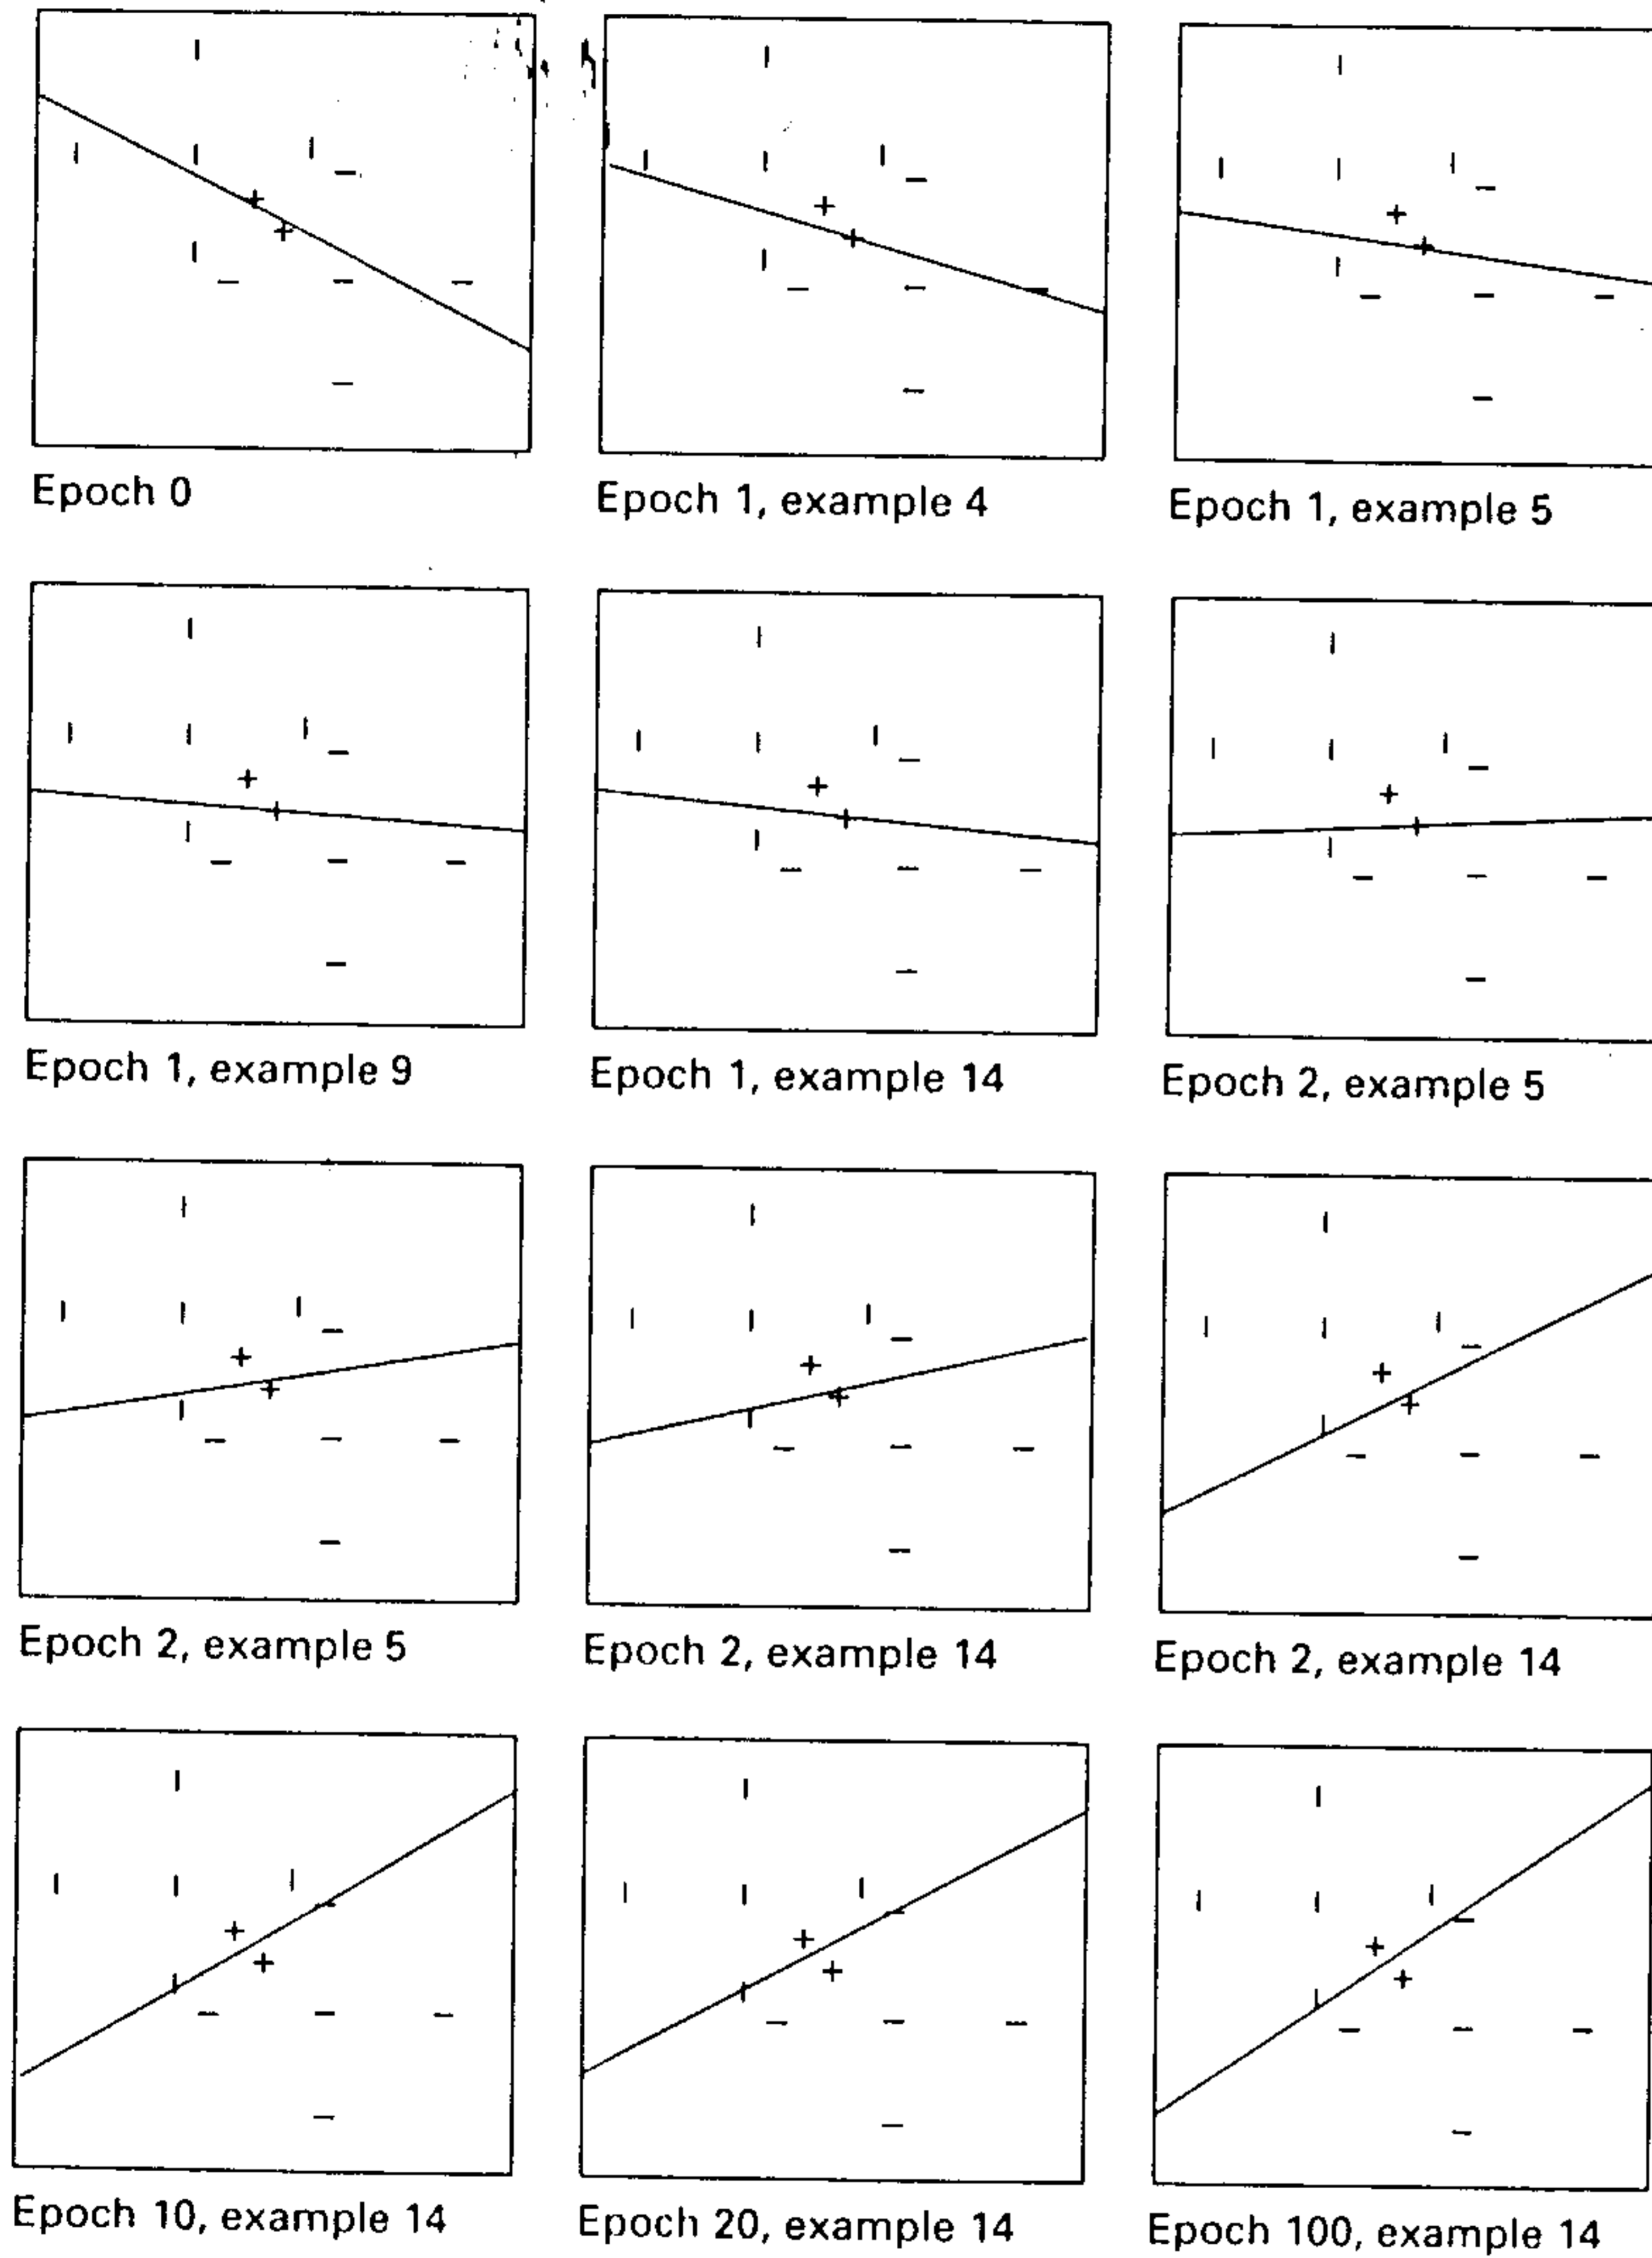 Epoch 0
Epoch 1, example 4
Epoch 1, example 5
Epoch 1, example 9
Epoch 1, example 14
Epoch 2, example 5
Epoch 2, example 5
Epoch 2, example 14
Epoch 2, example 14
Epoch 10, example 14
Epoch 20, example 14
Epoch 100, example 14